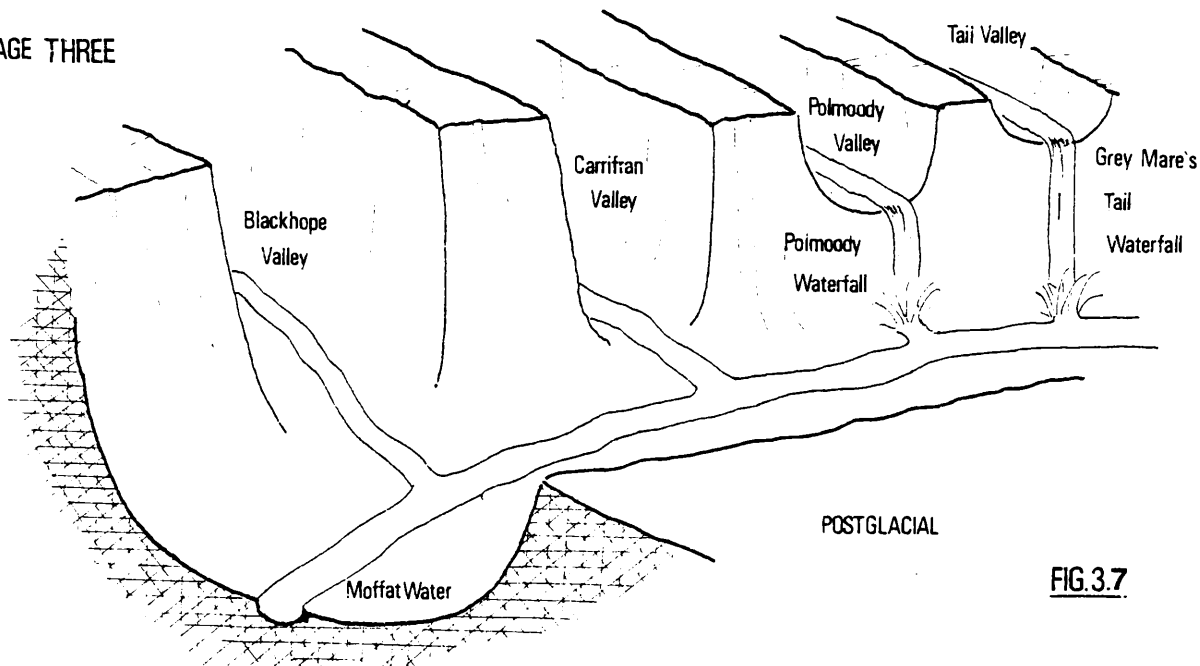 AGE THREE
Tail Valley
Polmoody
Valley
Grey Mare's
Tail
Waterfall
Carrifran
Valley
Blackhope
Valley
Polmoody
Waterfall
POSTGLACIAL
Moffat Water
FIG.3.7